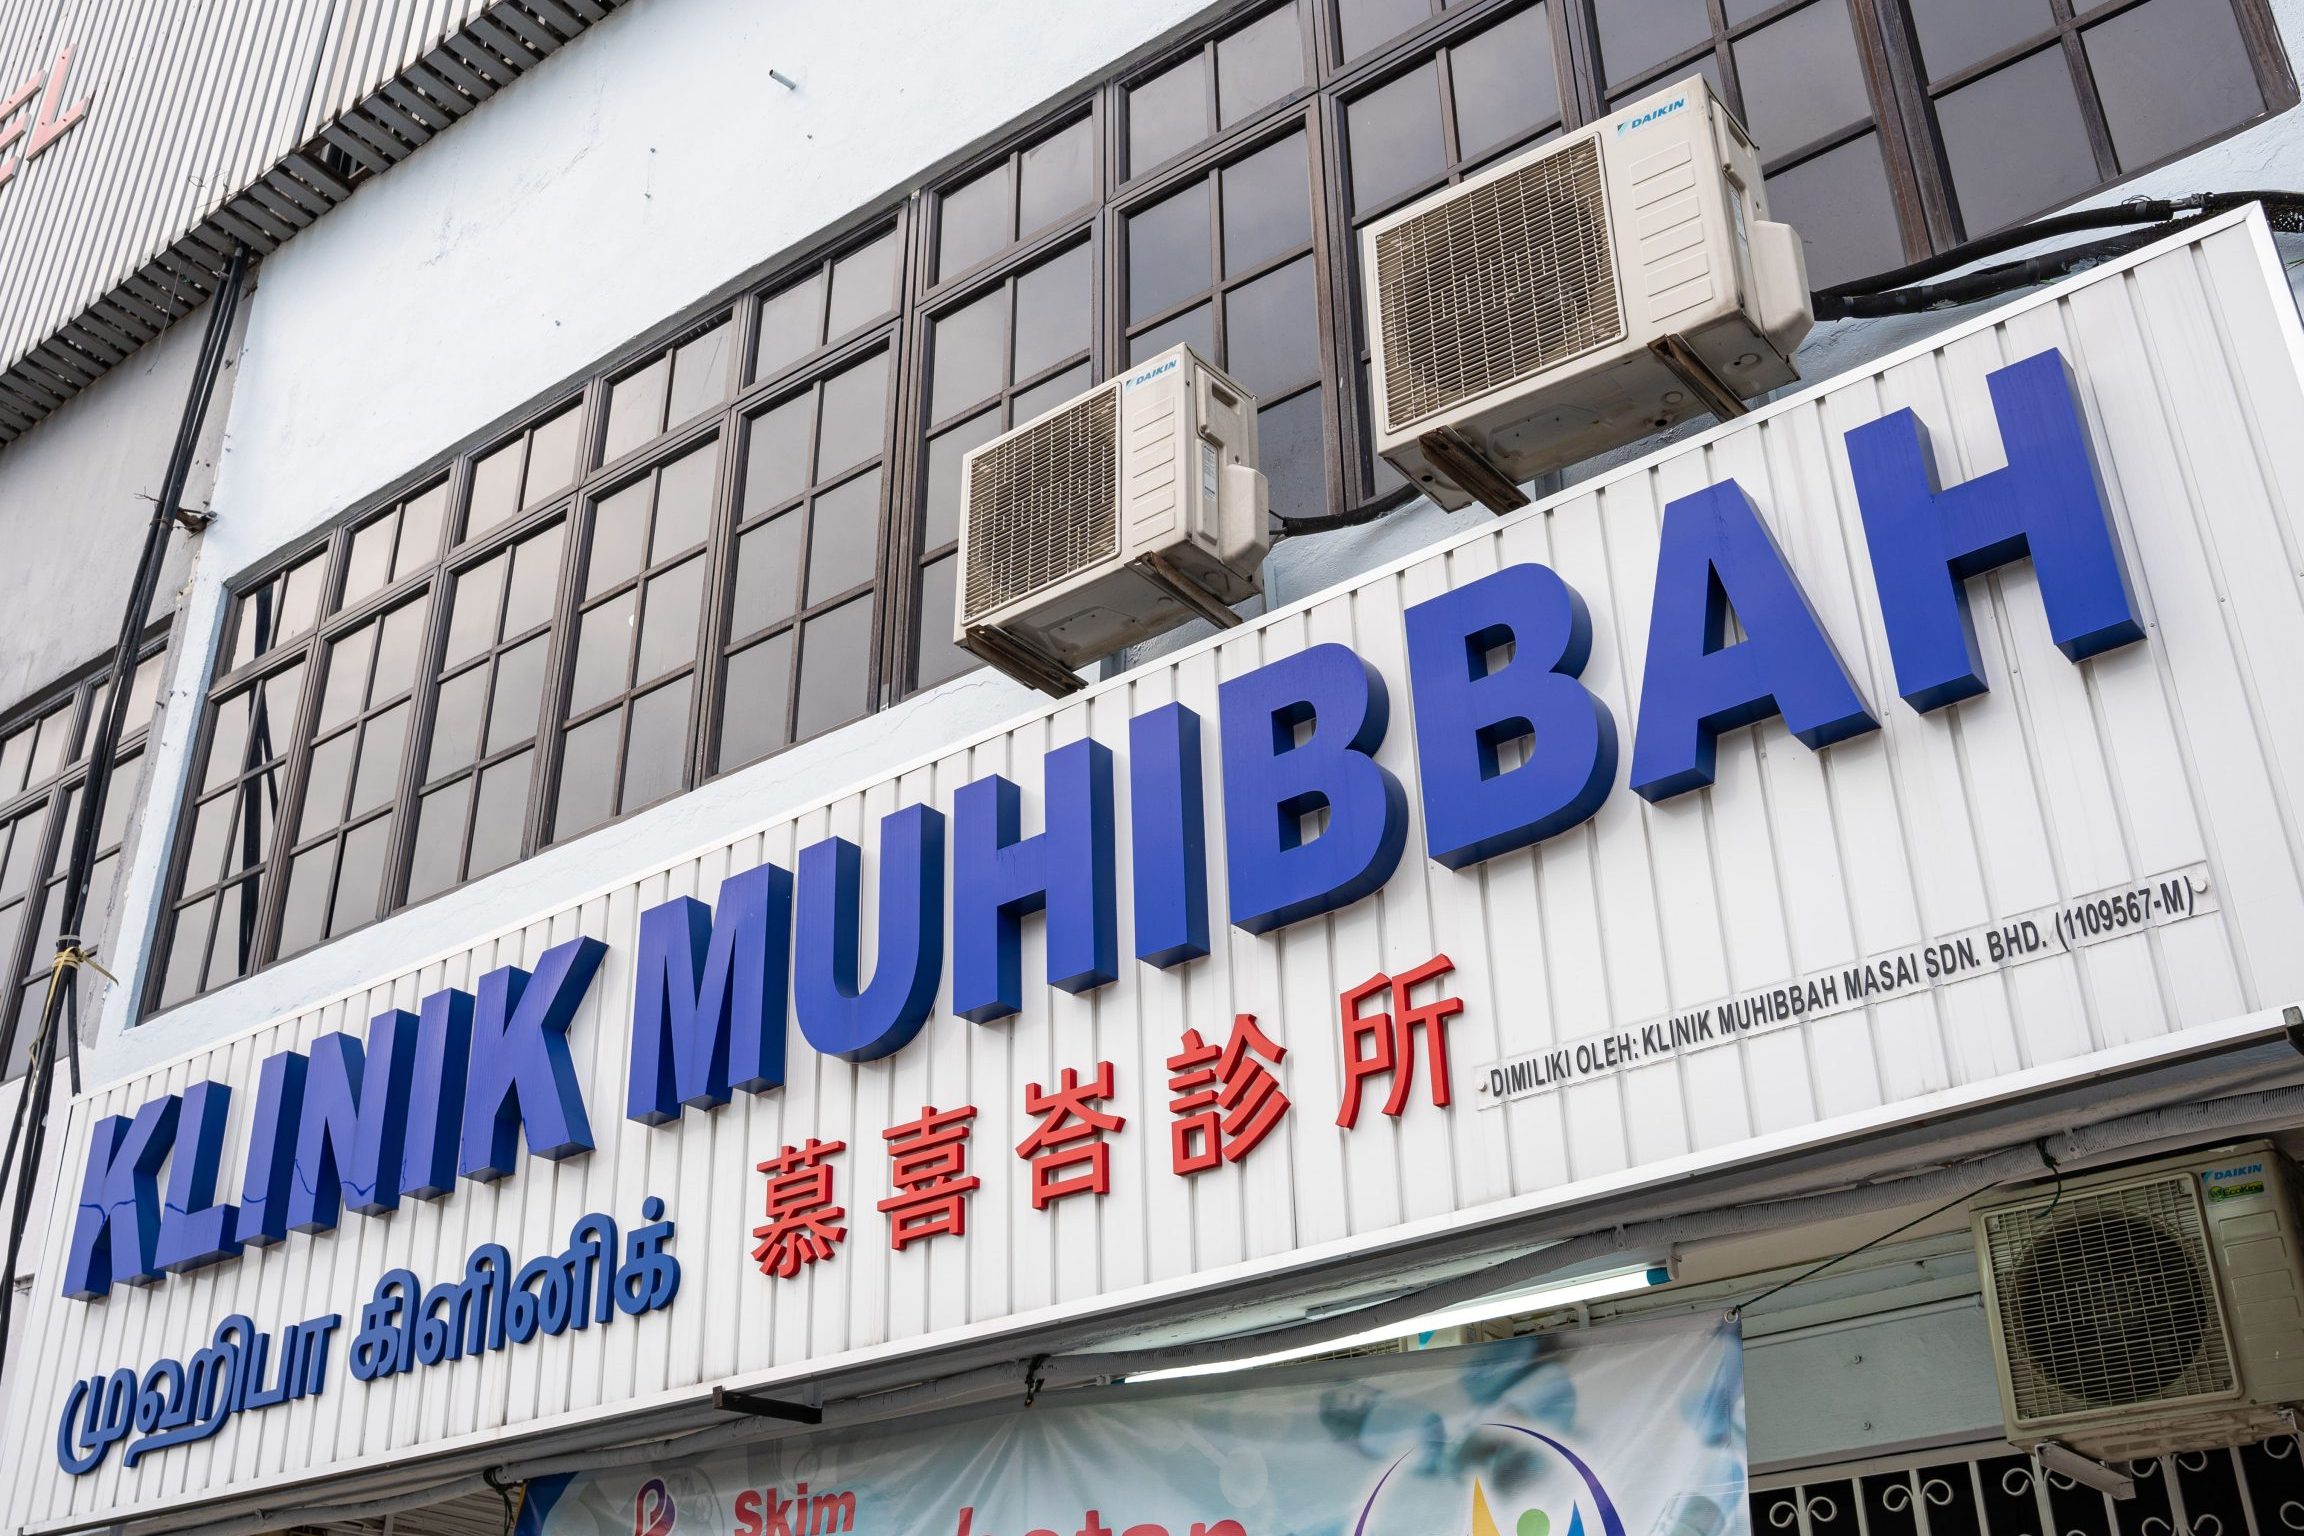 DAIKIN
DAIKIN
KLINIK MUHIBBAH
முஹிபா கிளினிக்
慕喜峇診所
DIMILIKI OLEH: KLINIK MUHIBBAH MASAI SDN. BHD. (1109567-M)
DAIKIN
EcoKing
Skim